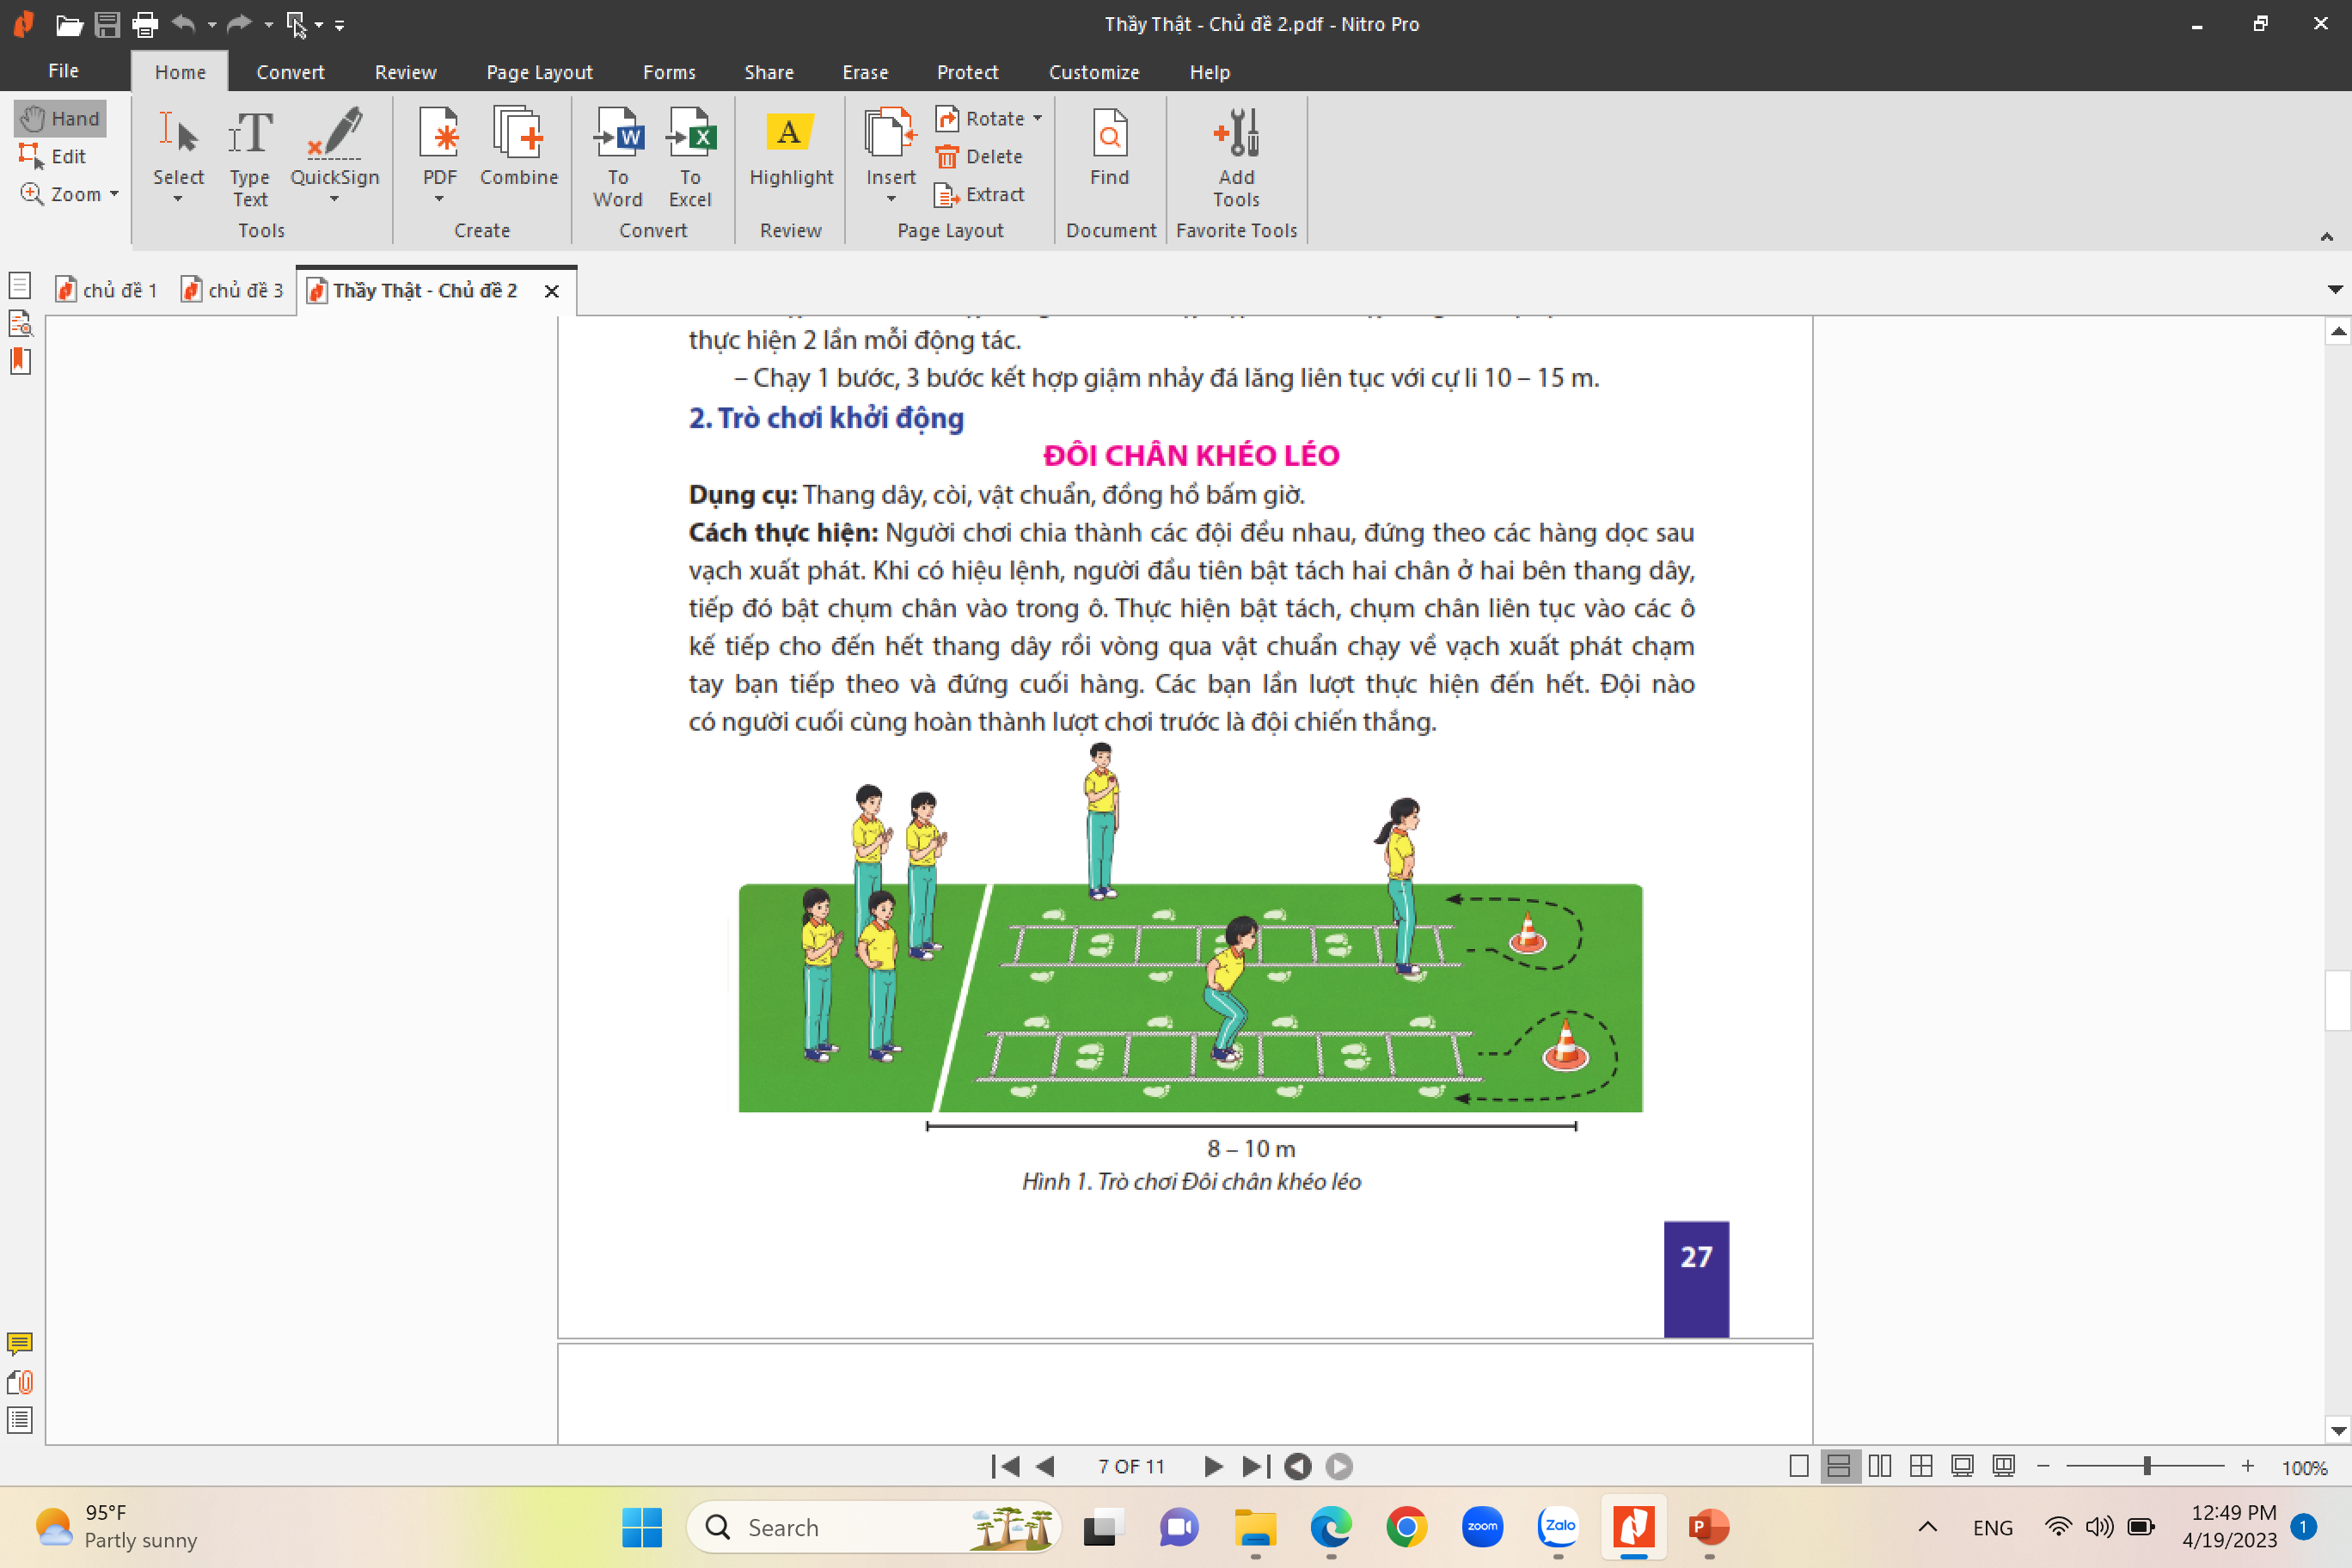 Thầy Thật - Chủ đề 2.pdf - Nitro Pro
File Home Convert Review Page Layout Forms Share Erase Protect Customize Help
Hand
Edit
Zoom
Select
Type Text
QuickSign
Tools
PDF
Combine
Create
To Word
To Excel
Convert
A
Highlight
Review
Insert
Rotate
Delete
Extract
Page Layout
Find
Document
Add Tools
Favorite Tools
chủ đề 1 chủ đề 3 Thầy Thật - Chủ đề 2
thực hiện 2 lần mỗi động tác.
– Chạy 1 bước, 3 bước kết hợp giậm nhảy đá lăng liên tục với cự li 10 – 15 m.
2. Trò chơi khởi động
ĐÔI CHÂN KHÉO LÉO
Dụng cụ: Thang dây, còi, vật chuẩn, đồng hồ bấm giờ.
Cách thực hiện: Người chơi chia thành các đội đều nhau, đứng theo các hàng dọc sau
vạch xuất phát. Khi có hiệu lệnh, người đầu tiên bật tách hai chân ở hai bên thang dây,
tiếp đó bật chụm chân vào trong ô. Thực hiện bật tách, chụm chân liên tục vào các ô
kế tiếp cho đến hết thang dây rồi vòng qua vật chuẩn chạy về vạch xuất phát chạm
tay bạn tiếp theo và đứng cuối hàng. Các bạn lần lượt thực hiện đến hết. Đội nào
có người cuối cùng hoàn thành lượt chơi trước là đội chiến thắng.
8 – 10 m
Hình 1. Trò chơi Đôi chân khéo léo
27
7 OF 11
100%
95°F
Partly sunny
Search
zoom
Zalo
P
ENG
12:49 PM
4/19/2023
1